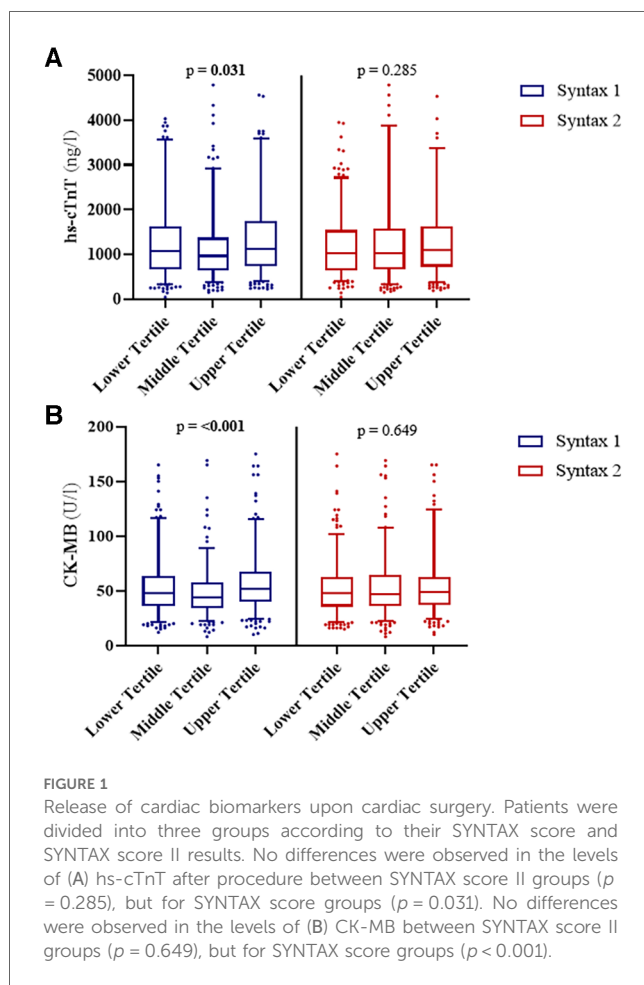 A
p = 0.031
p = 0.285
Syntax 1
Syntax 2
hs-cTnT (ng/l)
5000
4000
3000
2000
1000
0
Lower Tertile
Middle Tertile
Upper Tertile
Lower Tertile
Middle Tertile
Upper Tertile
B
p = <0.001
p = 0.649
Syntax 1
Syntax 2
CK-MB (U/l)
200
150
100
50
0
Lower Tertile
Middle Tertile
Upper Tertile
Lower Tertile
Middle Tertile
Upper Tertile
FIGURE 1
Release of cardiac biomarkers upon cardiac surgery. Patients were
divided into three groups according to their SYNTAX score and
SYNTAX score II results. No differences were observed in the levels
of (A) hs-cTnT after procedure between SYNTAX score II groups (p
= 0.285), but for SYNTAX score groups (p = 0.031). No differences
were observed in the levels of (B) CK-MB between SYNTAX score II
groups (p = 0.649), but for SYNTAX score groups (p < 0.001).